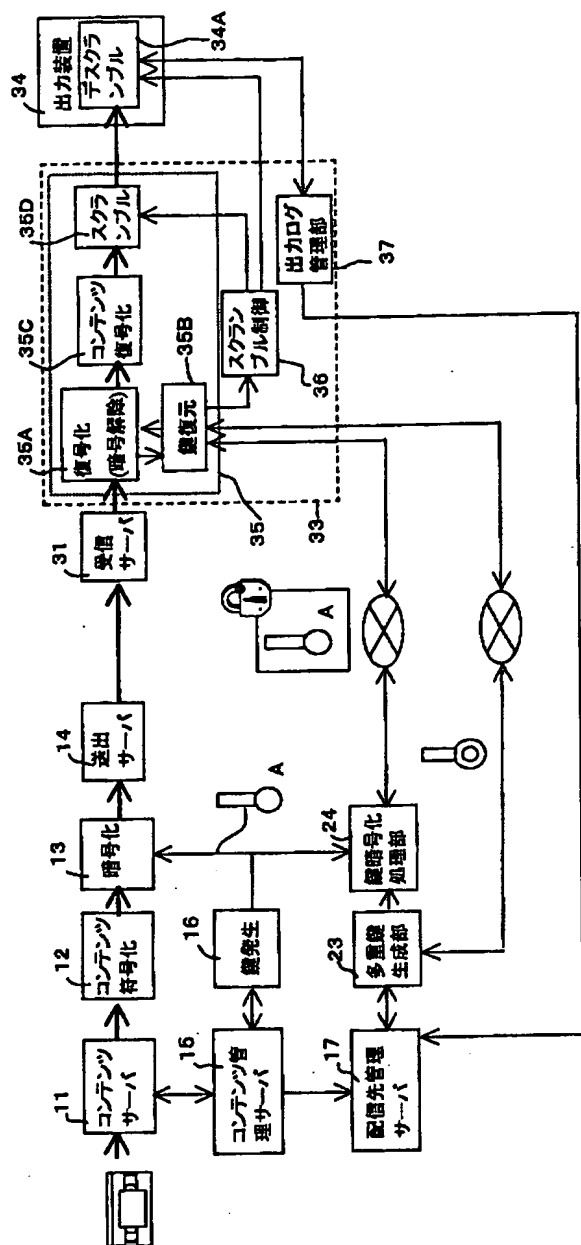 11
コンテンツ
サーバ
12
コンテンツ
符号化
13
暗号化
14
送出サーバ
31
受信
サーバ
35A
復号化
(暗号解除)
35C
コンテンツ
復号化
35D
スクラ
ンブル
34
出力装置
デスクラ
ンブル
34A
35B
鍵復元
スクラン
ブル制御
36
出力ログ
管理部
37
35
33
A
A
15
コンテンツ管
理サーバ
16
鍵発生
17
配信先管理
サーバ
23
多重鍵
生成部
24
鍵暗号化
処理部